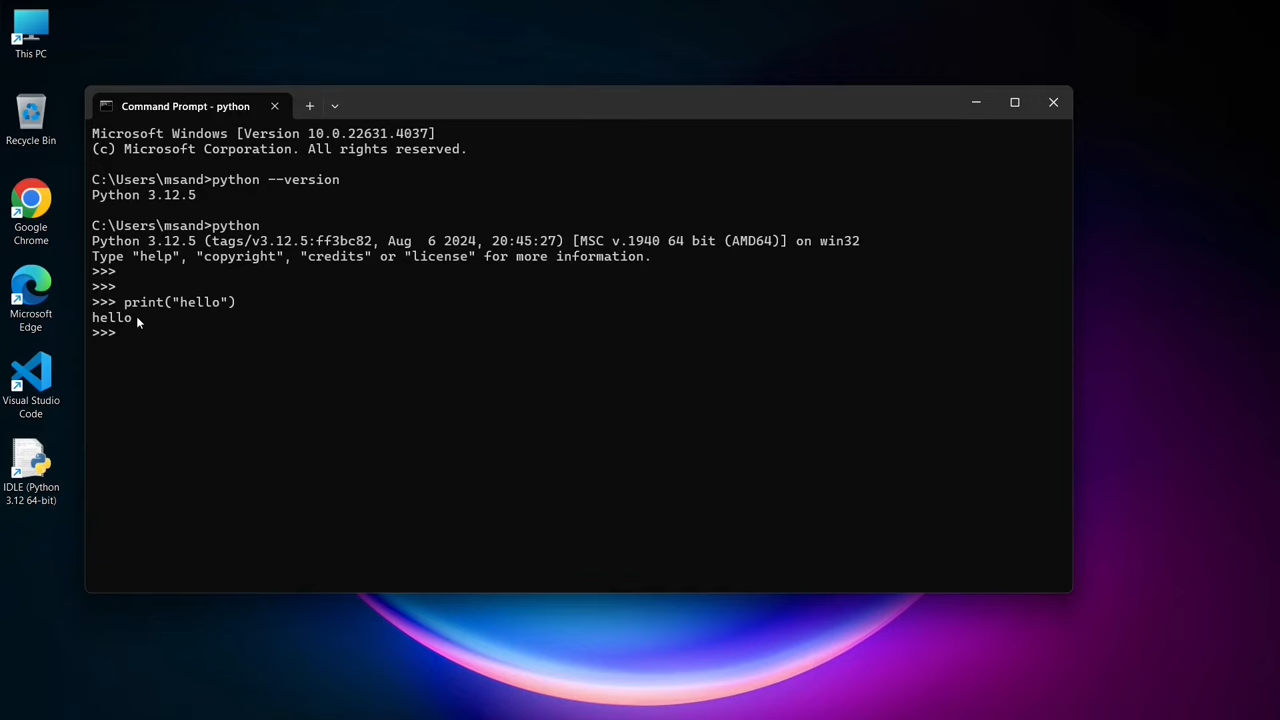 This PC
Recycle Bin
Google
Chrome
Microsoft
Edge
Visual Studio
Code
IDLE (Python
3.12 64-bit)
Command Prompt - python
Microsoft Windows [Version 10.0.22631.4037]
(c) Microsoft Corporation. All rights reserved.
C:\Users\msand>python --version
Python 3.12.5
C:\Users\msand>python
Python 3.12.5 (tags/v3.12.5:ff3bc82, Aug  6 2024, 20:45:27) [MSC v.1940 64 bit (AMD64)] on win32
Type "help", "copyright", "credits" or "license" for more information.
>>>
>>>
>>> print("hello")
hello
>>>